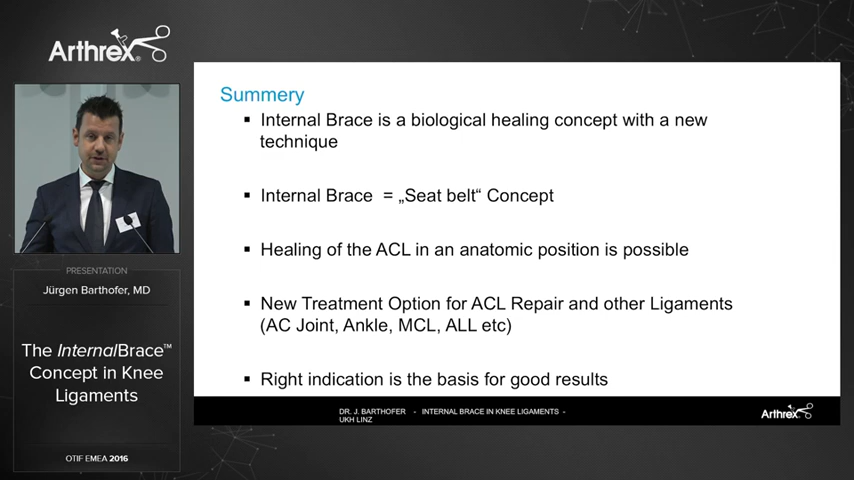 Arthrex®
PRESENTATION
Jürgen Barthofer, MD
The InternalBrace™
Concept in Knee
Ligaments
OTIF EMEA 2016
Summery
▪ Internal Brace is a biological healing concept with a new
technique
▪ Internal Brace = „Seat belt“ Concept
▪ Healing of the ACL in an anatomic position is possible
▪ New Treatment Option for ACL Repair and other Ligaments
(AC Joint, Ankle, MCL, ALL etc)
▪ Right indication is the basis for good results
DR. J. BARTHOFER - INTERNAL BRACE IN KNEE LIGAMENTS -
UKH LINZ
Arthrex